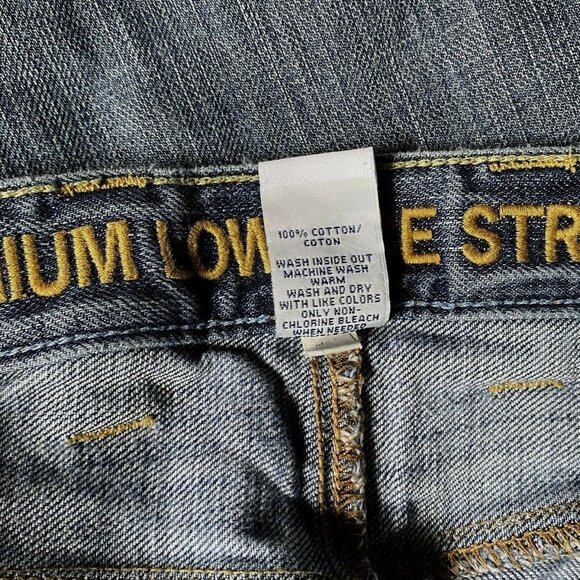 NIUM LOW E STR
100% COTTON/
COTON
WASH INSIDE OUT
MACHINE WASH
WARM
WASH AND DRY
WITH LIKE COLORS
ONLY NON-
CHLORINE BLEACH
WHEN NEEDED